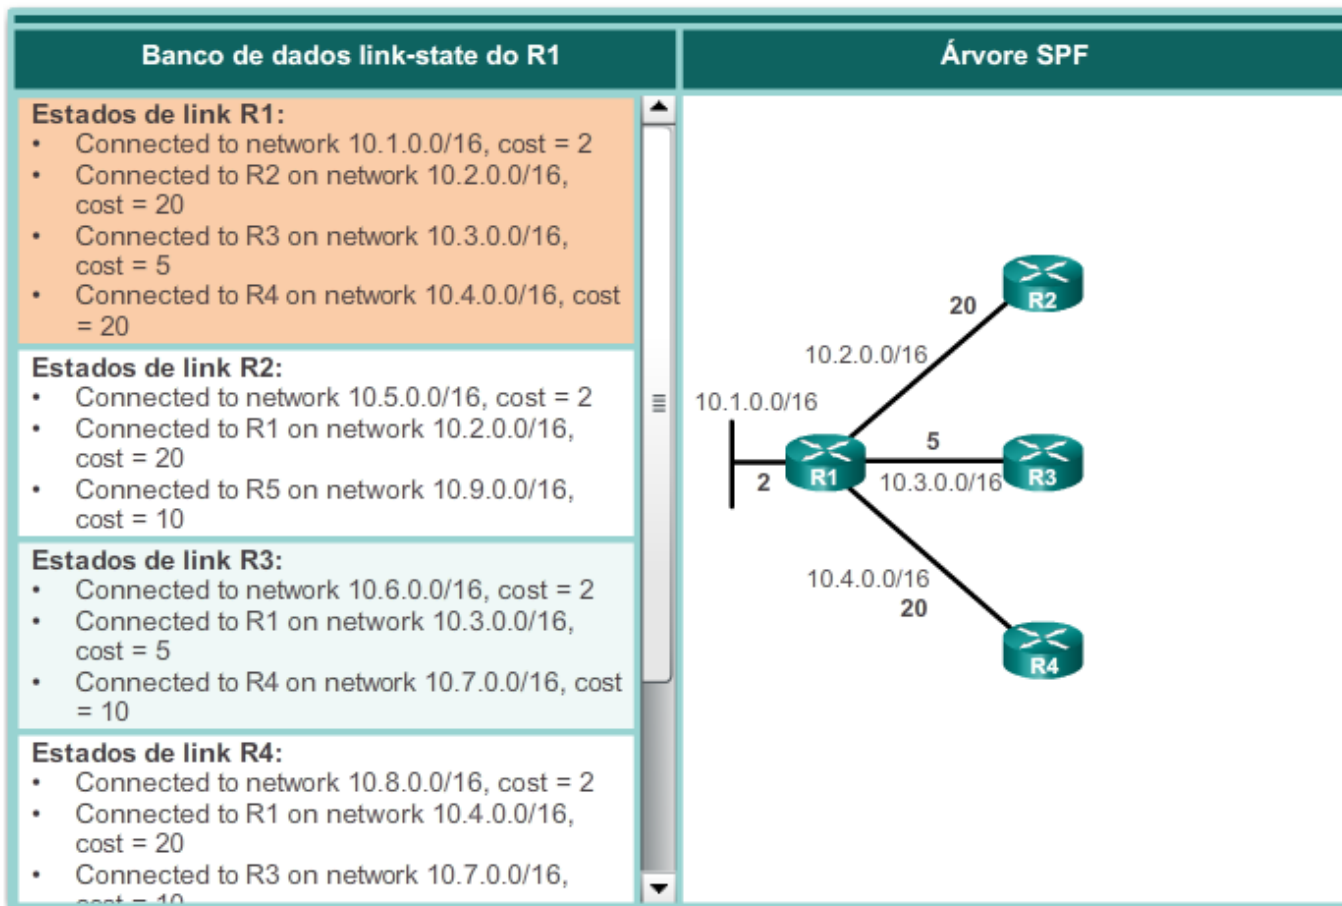 Banco de dados link-state do R1
Árvore SPF
Estados de link R1:
• Connected to network 10.1.0.0/16, cost = 2
• Connected to R2 on network 10.2.0.0/16,
cost = 20
• Connected to R3 on network 10.3.0.0/16,
cost = 5
• Connected to R4 on network 10.4.0.0/16, cost
= 20
Estados de link R2:
• Connected to network 10.5.0.0/16, cost = 2
• Connected to R1 on network 10.2.0.0/16,
cost = 20
• Connected to R5 on network 10.9.0.0/16,
cost = 10
Estados de link R3:
• Connected to network 10.6.0.0/16, cost = 2
• Connected to R1 on network 10.3.0.0/16,
cost = 5
• Connected to R4 on network 10.7.0.0/16, cost
= 10
Estados de link R4:
• Connected to network 10.8.0.0/16, cost = 2
• Connected to R1 on network 10.4.0.0/16,
cost = 20
• Connected to R3 on network 10.7.0.0/16,
cost = 10
R2
20
10.2.0.0/16
10.1.0.0/16
5
2
R1
10.3.0.0/16
R3
10.4.0.0/16
20
R4